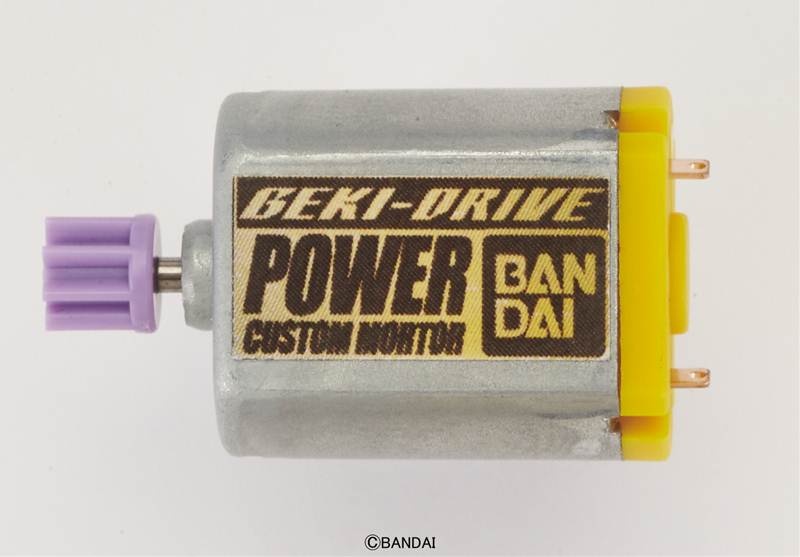 GEKI-DRIVE
POWER
CUSTOM MORTOR
BAN
DAI
©BANDAI